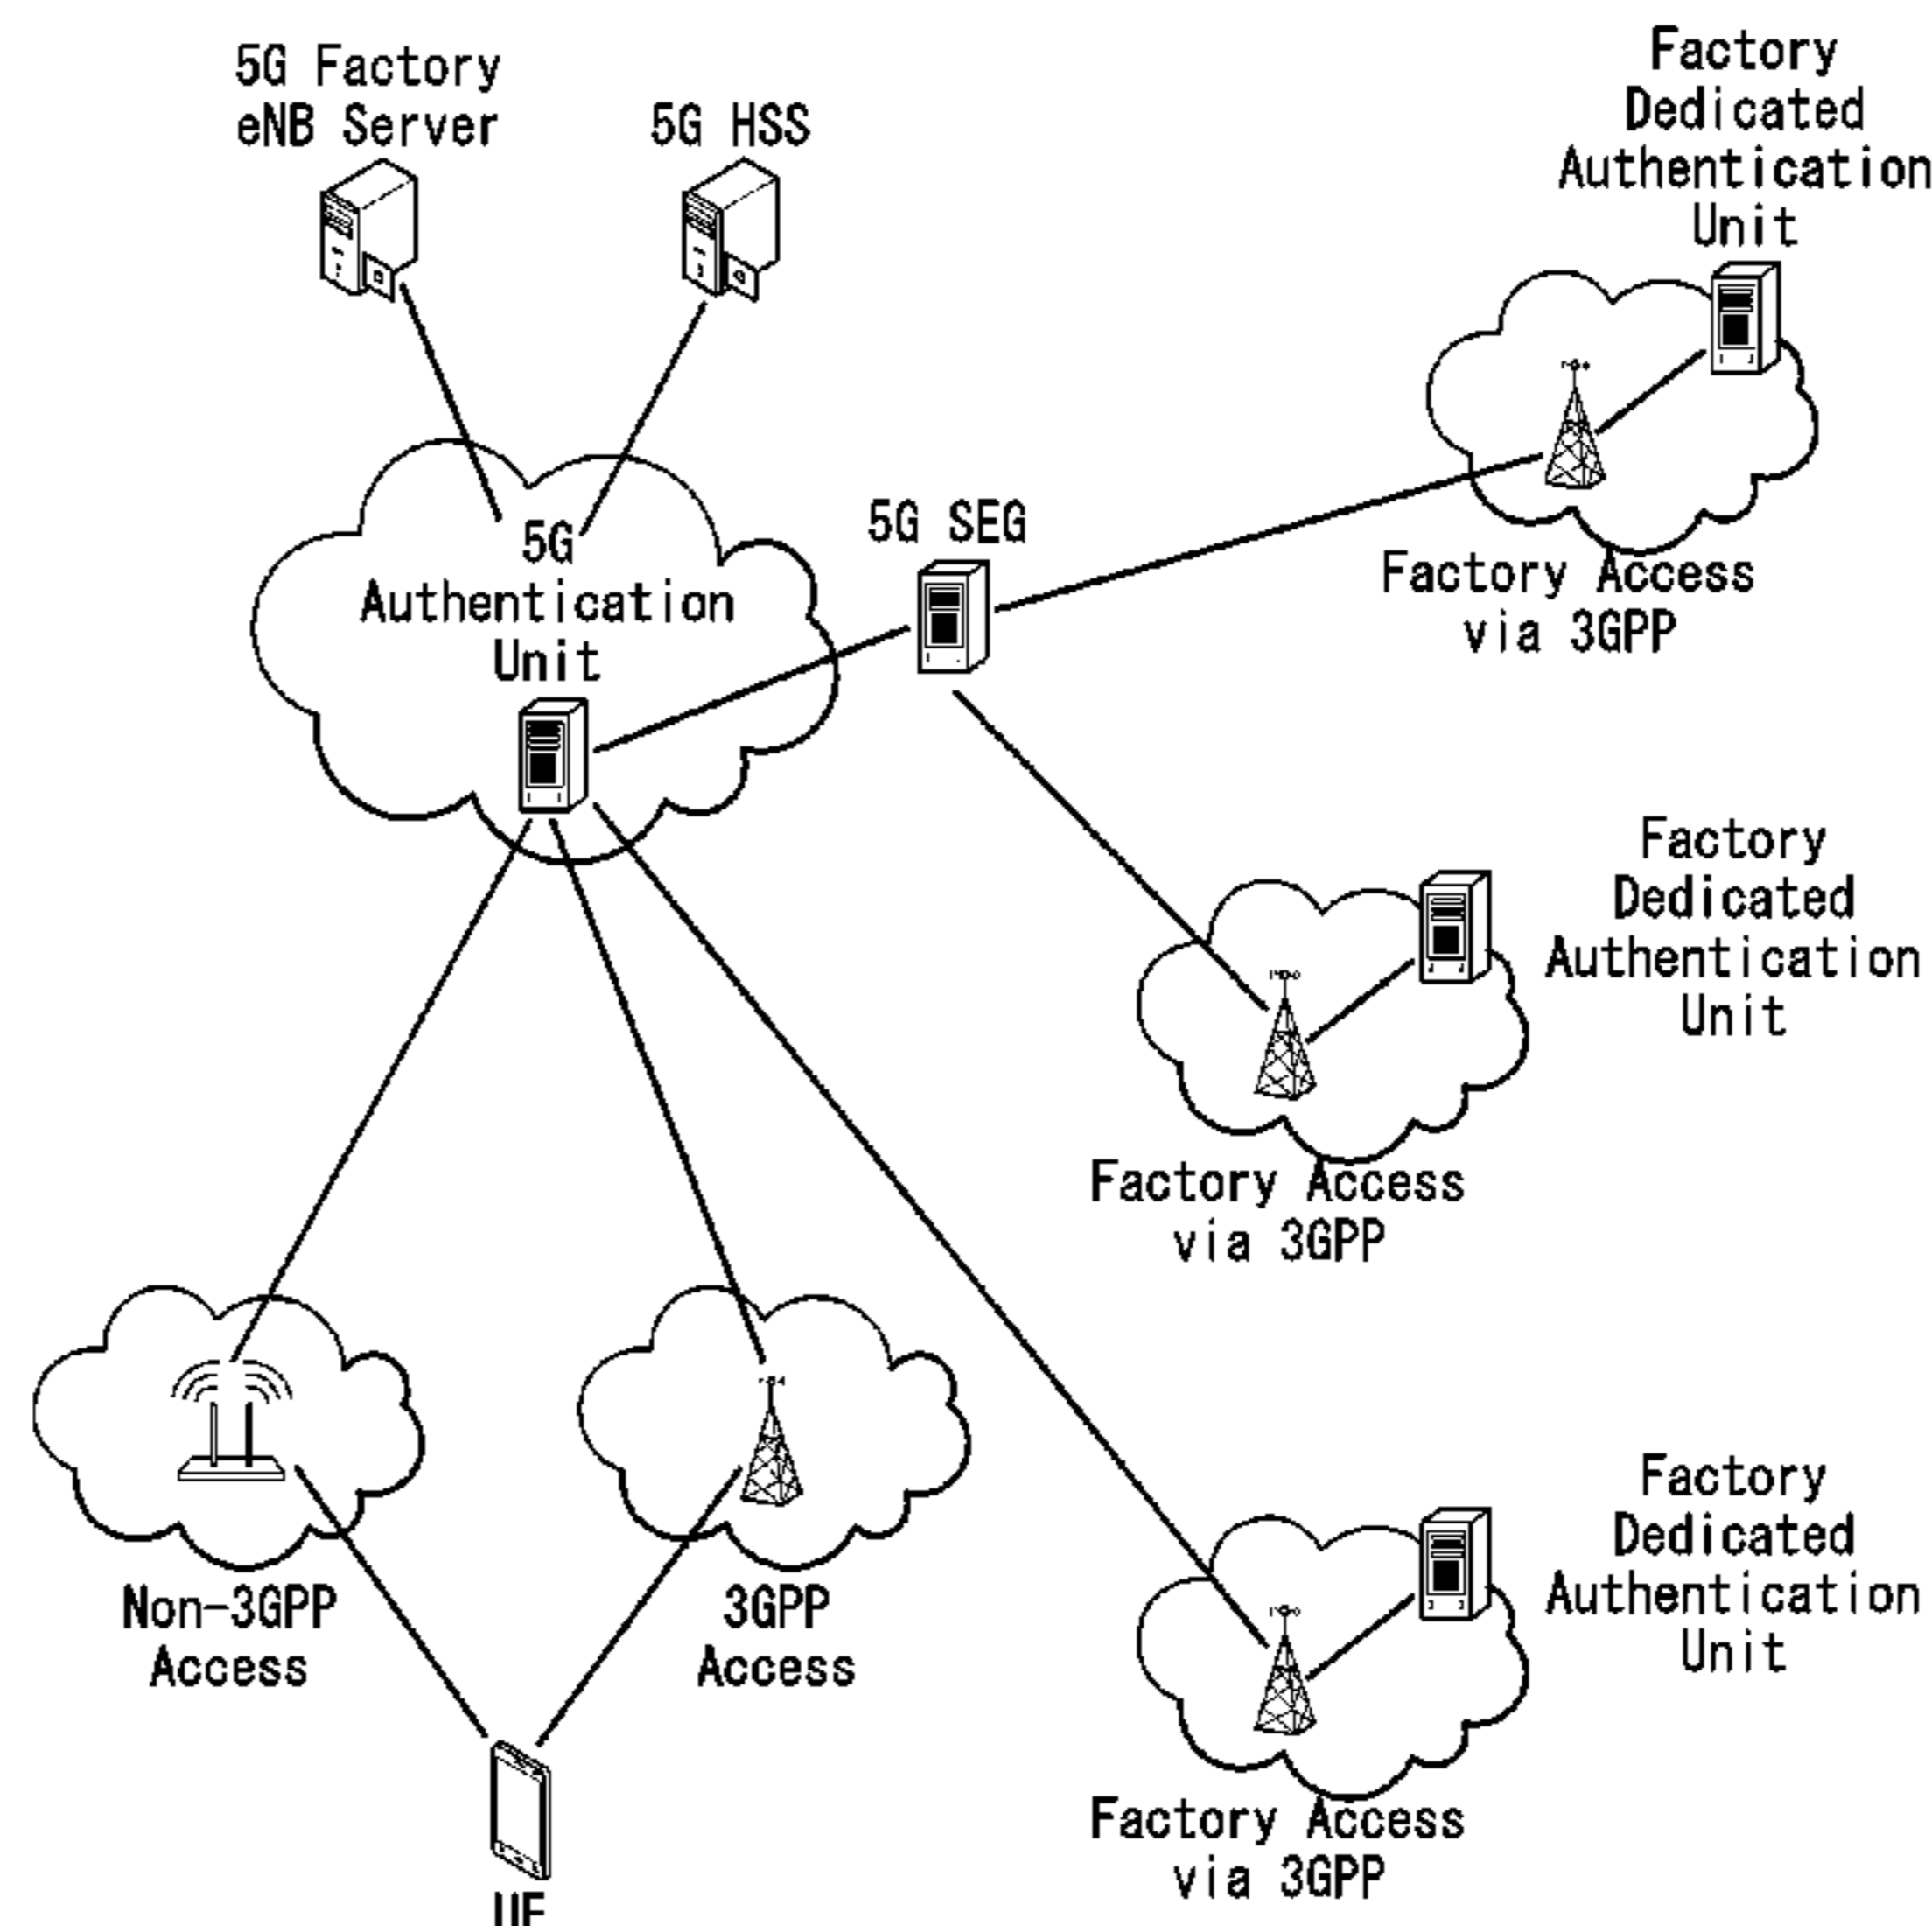 5G Factory
eNB Server
5G HSS
Factory
Dedicated
Authentication
Unit
5G
Authentication
Unit
5G SEG
Factory Access
via 3GPP
Factory
Dedicated
Authentication
Unit
Factory Access
via 3GPP
Non-3GPP
Access
3GPP
Access
Factory
Dedicated
Authentication
Unit
Factory Access
via 3GPP
UE